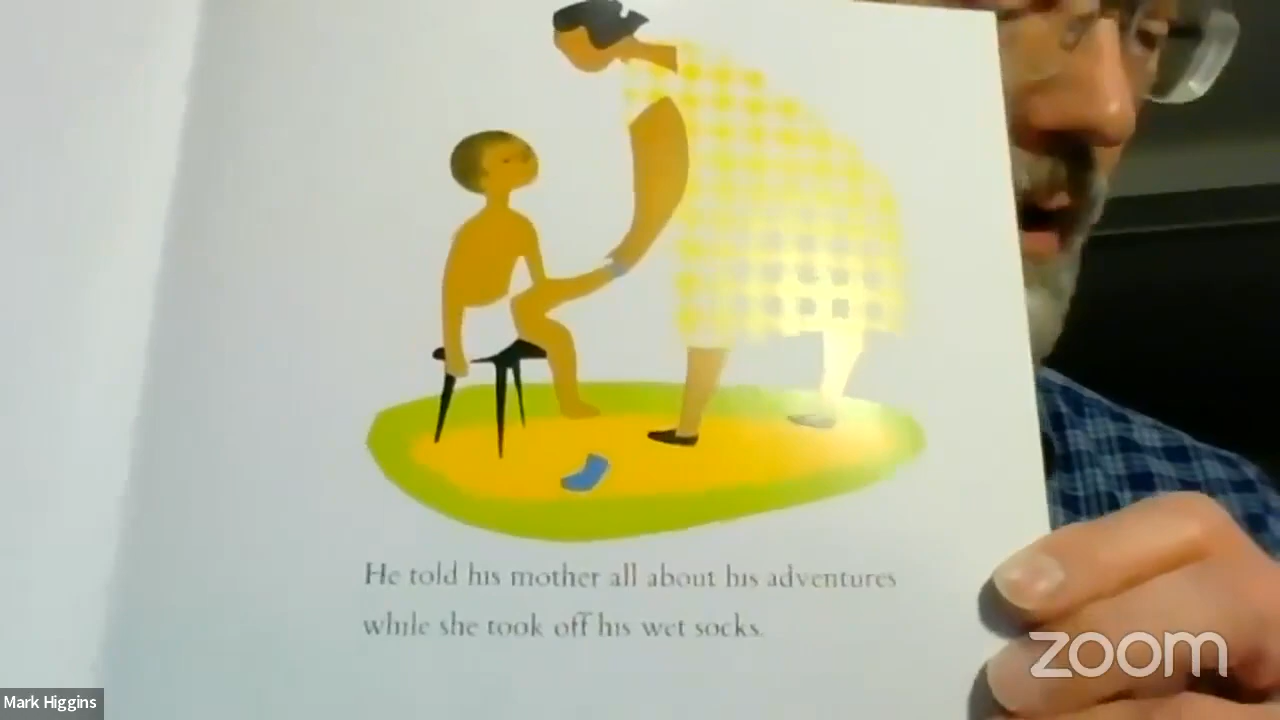 He told his mother all about his adventures
while she took off his wet socks.
zoom
Mark Higgins